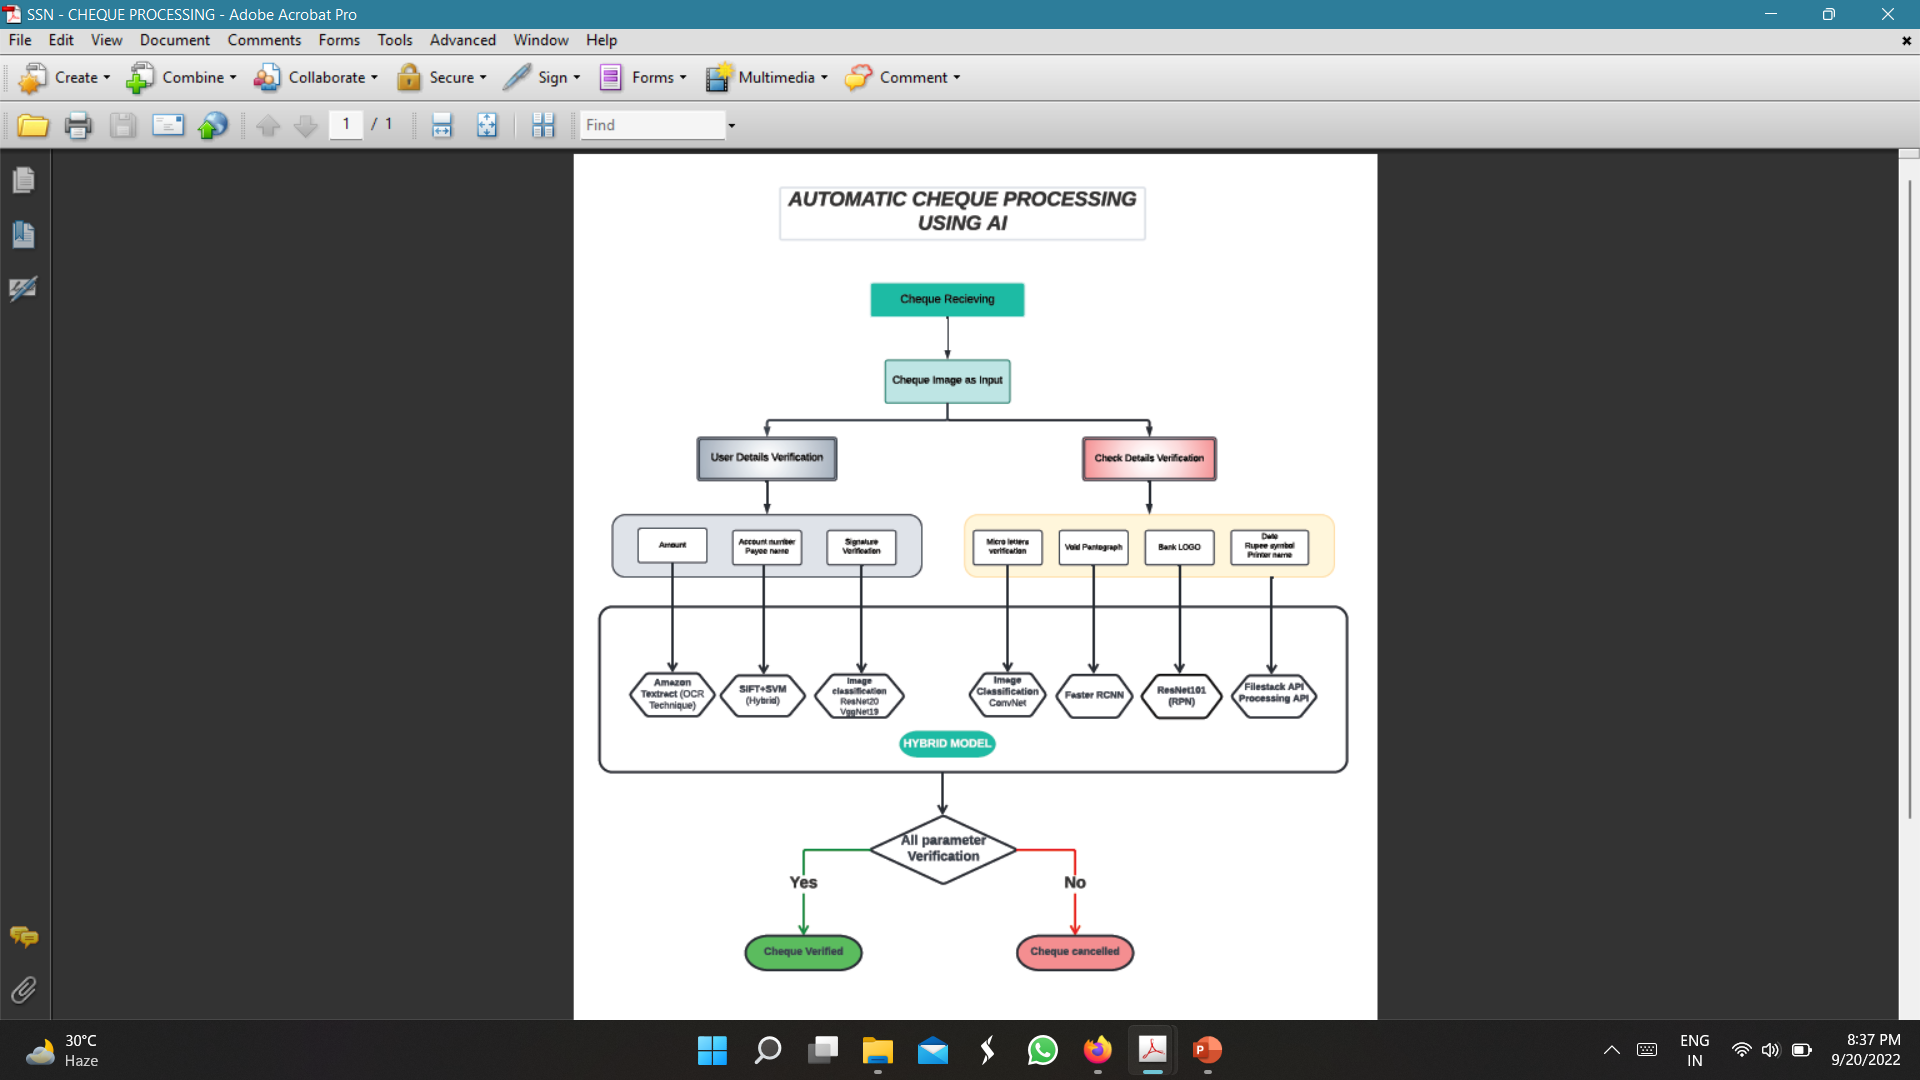 SSN - CHEQUE PROCESSING - Adobe Acrobat Pro
File Edit View Document Comments Forms Tools Advanced Window Help
Create Combine Collaborate Secure Sign Forms Multimedia Comment
1 / 1 Find
AUTOMATIC CHEQUE PROCESSING
USING AI
Cheque Recieving
Cheque Image as Input
User Details Verification
Check Details Verification
Amount
Account number
Payee name
Signature
Verification
Micro letters
verification
Void Pantograph
Bank LOGO
Date
Rupee symbol
Printer name
Amazon
Textract (OCR
Technique)
SIFT+SVM
(Hybrid)
Image
classification
ResNet20
VggNet19
Image
Classification
ConvNet
Faster RCNN
ResNet101
(RPN)
Filestack API
Processing API
HYBRID MODEL
All parameter
Verification
Yes
No
Cheque Verified
Cheque cancelled
30°C
Haze
P
ENG
IN
8:37 PM
9/20/2022